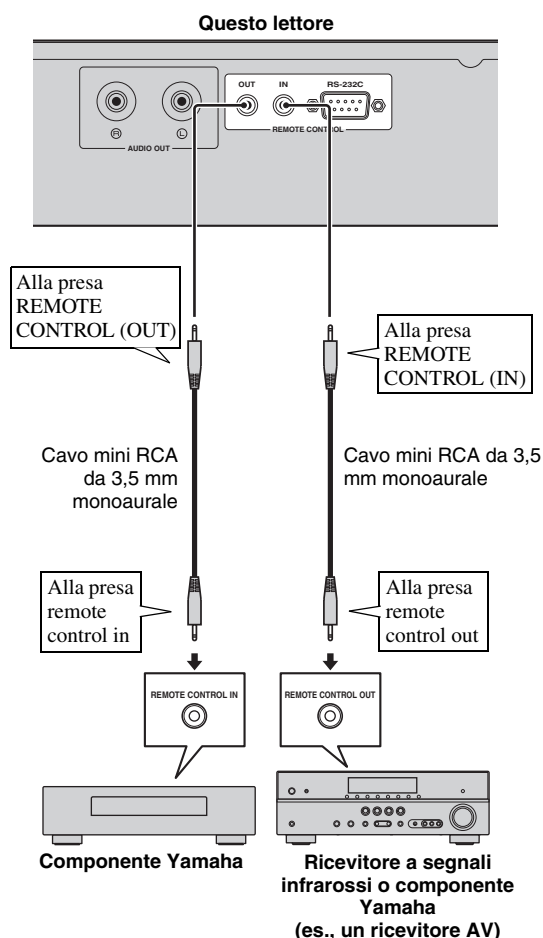 Questo lettore
OUT
IN
RS-232C
R
L
REMOTE CONTROL
AUDIO OUT
Alla presa
REMOTE
CONTROL (OUT)
Alla presa
REMOTE
CONTROL (IN)
Cavo mini RCA
da 3,5 mm
monoaurale
Cavo mini RCA da 3,5
mm monoaurale
Alla presa
remote
control in
Alla presa
remote
control out
REMOTE CONTROL IN
REMOTE CONTROL OUT
Componente Yamaha
Ricevitore a segnali
infrarossi o componente
Yamaha
(es., un ricevitore AV)